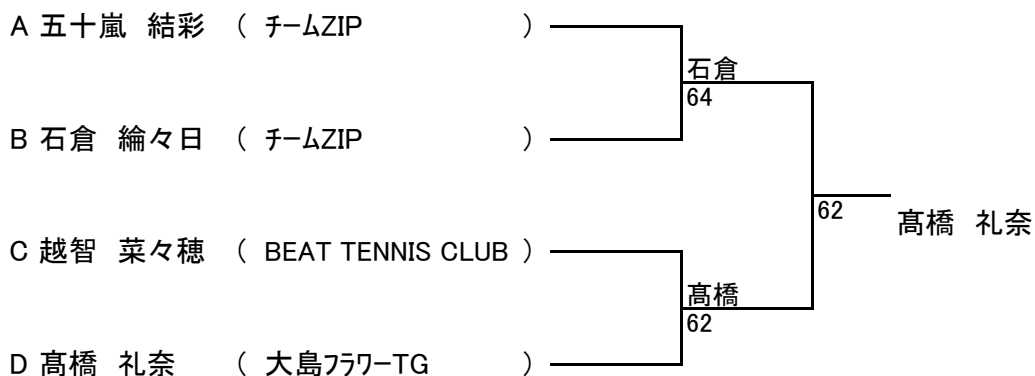 A 五十嵐　結彩　（ ﾁｰﾑZIP ）
石倉
64
B 石倉　綸々日　（ ﾁｰﾑZIP ）
62
髙橋　礼奈
C 越智　菜々穂　（ BEAT TENNIS CLUB ）
髙橋
62
D 髙橋　礼奈　（ 大島ﾌﾗﾜｰTG ）